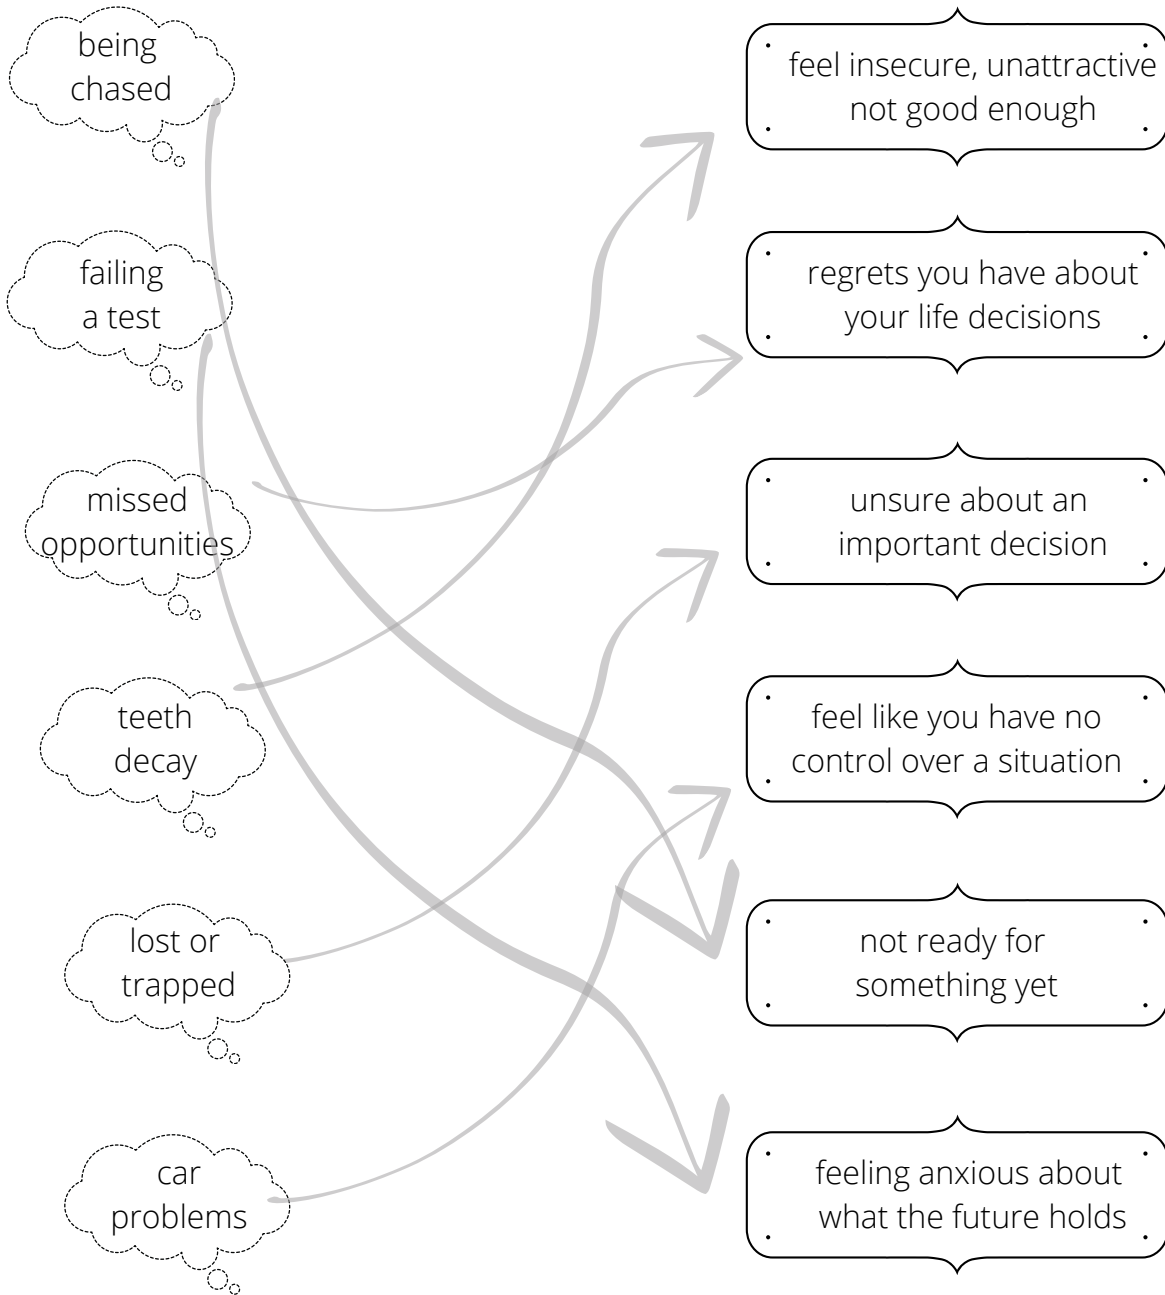 being
chased
failing
a test
missed
opportunities
teeth
decay
lost or
trapped
car
problems
feel insecure, unattractive
not good enough
regrets you have about
your life decisions
unsure about an
important decision
feel like you have no
control over a situation
not ready for
something yet
feeling anxious about
what the future holds